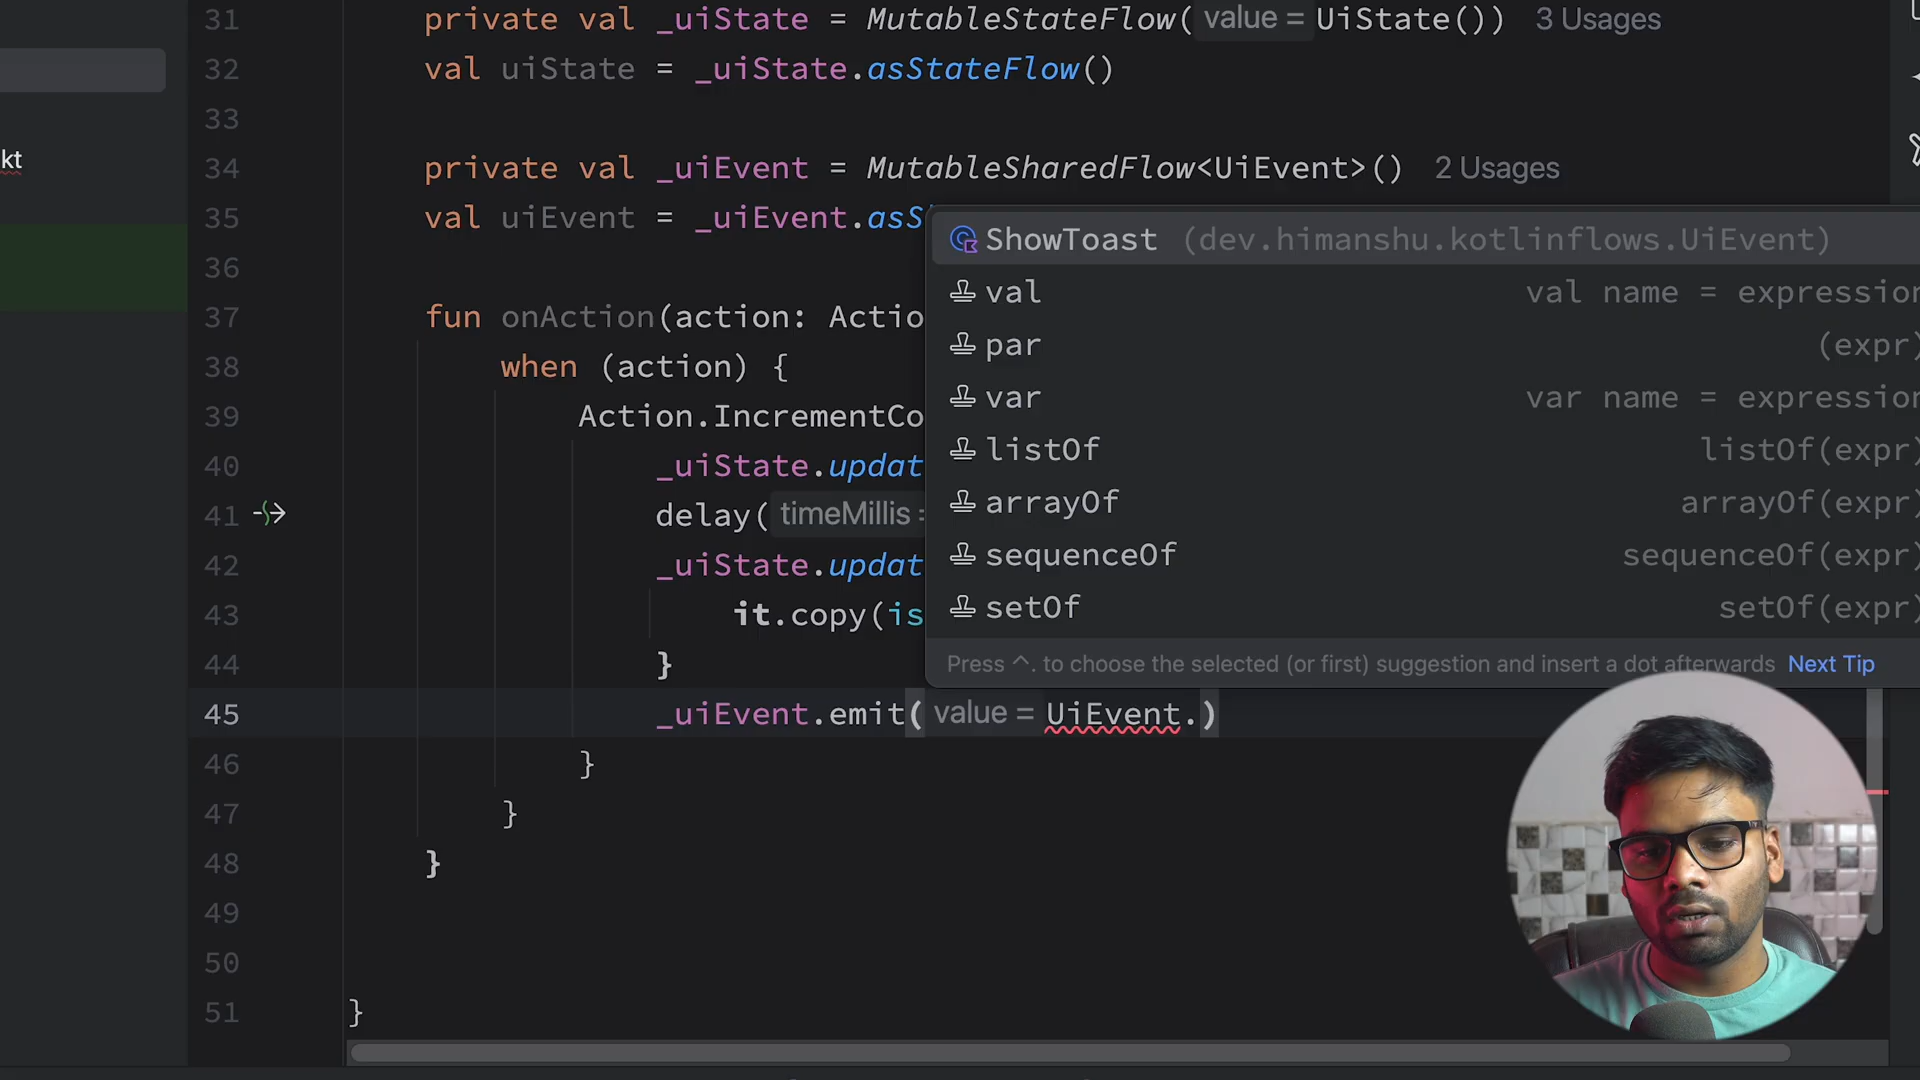 31 private val _uiState = MutableStateFlow( value = UiState()) 3 Usages
32 val uiState = _uiState.asStateFlow()
33
kt
34 private val _uiEvent = MutableSharedFlow<UiEvent>() 2 Usages
35 val uiEvent = _uiEvent.asS
ShowToast (dev.himanshu.kotlinflows.UiEvent)
36
val val name = expression
37 fun onAction(action: Actio
par (expr)
38 when (action) {
var var name = expression
39 Action.IncrementCo
listOf listOf(expr)
40 _uiState.updat
arrayOf arrayOf(expr)
41 delay( timeMillis =
sequenceOf sequenceOf(expr)
42 _uiState.updat
setOf setOf(expr)
43 it.copy(is
44 }
Press ^. to choose the selected (or first) suggestion and insert a dot afterwards Next Tip
45 _uiEvent.emit( value = UiEvent.)
46 }
47 }
48 }
49
50
51 }